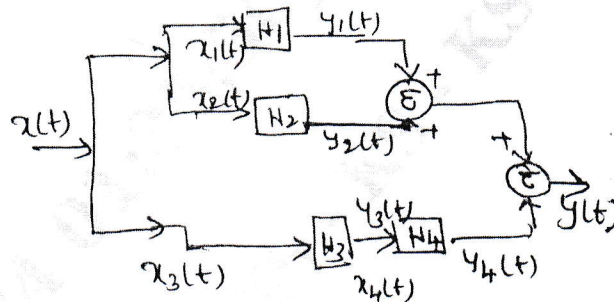 H1
y1(t)
x1(t)
+
x2(t)
H2
Σ
x(t)
y2(t)
+
+
Σ
y(t)
H3
y3(t)
H4
x3(t)
x4(t)
y4(t)